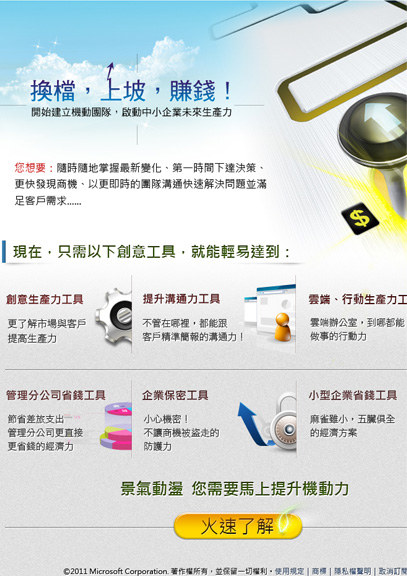 換檔，上坡，賺錢！
開始建立機動團隊，啟動中小企業未來生產力
您想要：隨時隨地掌握最新變化、第一時間下達決策、
更快發現商機、以更即時的團隊溝通快速解決問題並滿
足客戶需求......
現在，只需以下創意工具，就能輕易達到：
創意生產力工具
更了解市場與客戶
提高生產力
提升溝通力工具
不管在哪裡，都能跟
客戶精準簡報的溝通力！
雲端、行動生產力工
雲端辦公室，到哪都能
做事的行動力
管理分公司省錢工具
節省差旅支出
管理分公司更直接
更省錢的經濟力
企業保密工具
小心機密！
不讓商機被盜走的
防護力
小型企業省錢工具
麻雀雖小，五臟俱全
的經濟方案
景氣動盪 您需要馬上提升機動力
火速了解
©2011 Microsoft Corporation. 著作權所有，並保留一切權利。使用規定 | 商標 | 隱私權聲明 | 取消訂閱